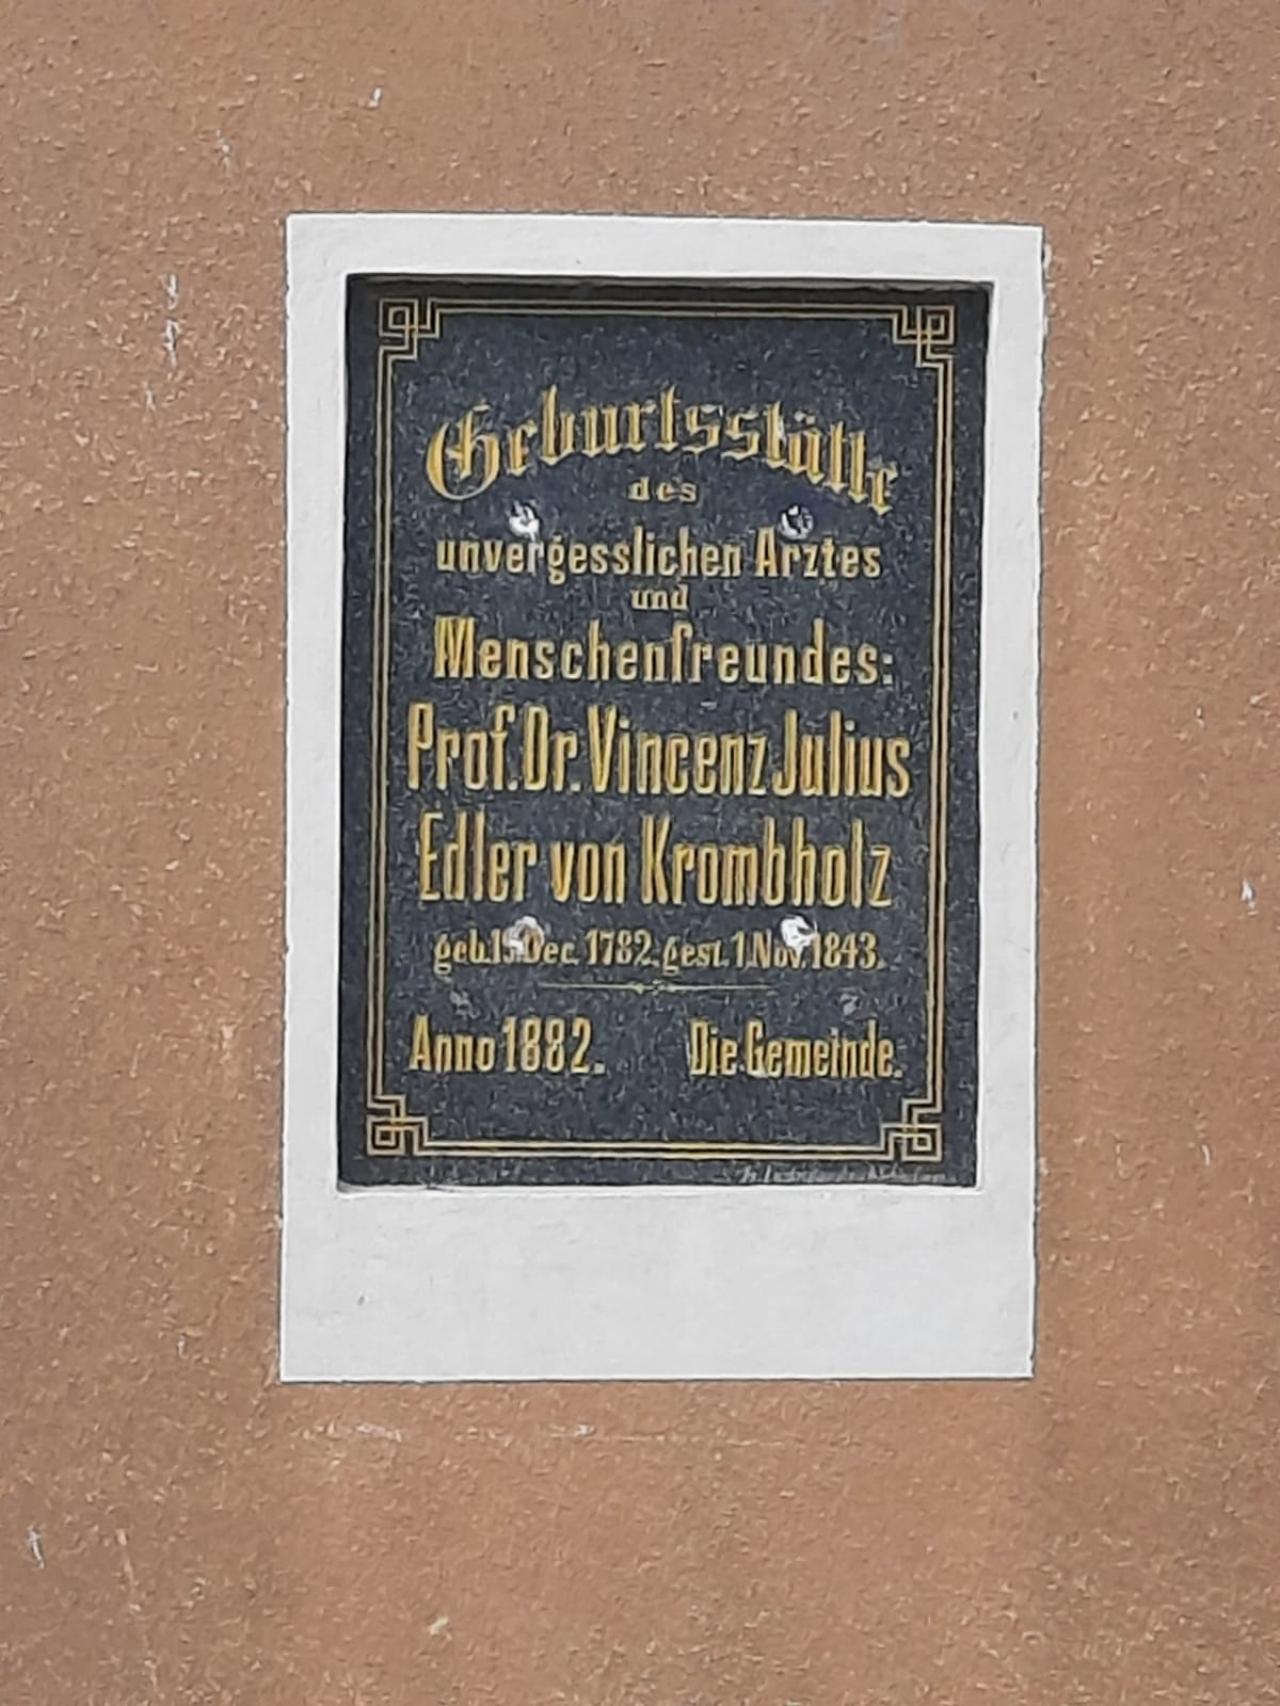 Geburtsstätte
des
unvergesslichen Arztes
und
Menschenfreundes:
Prof. Dr. Vincenz Julius
Edler von Krombholz
Dec. 1782. gest. 1. Nov. 1843.
Anno 1882. Die Gemeinde.